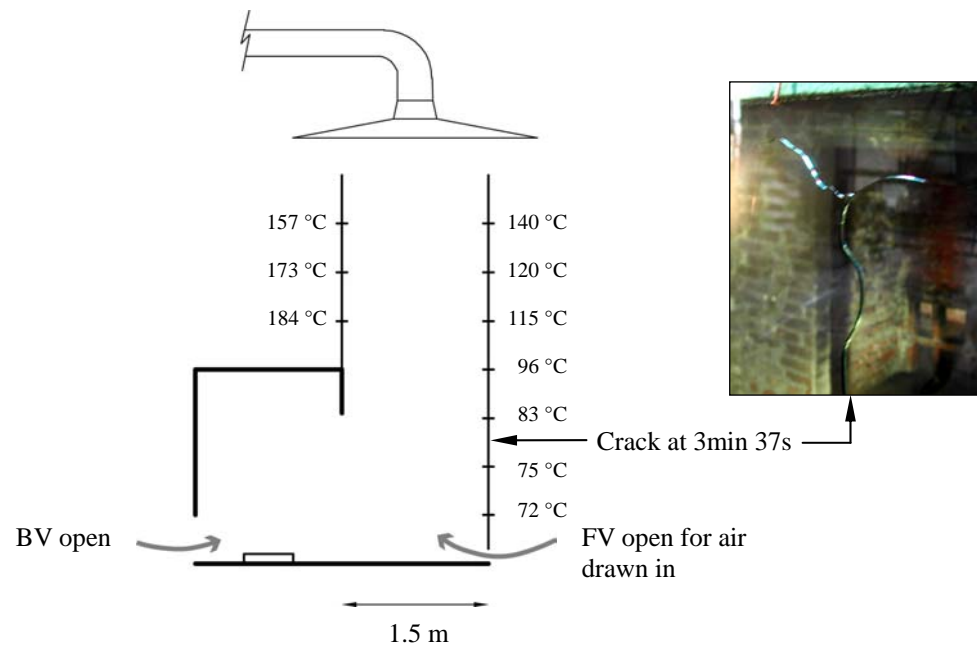 157 °C
140 °C
173 °C
120 °C
184 °C
115 °C
96 °C
83 °C
Crack at 3min 37s
75 °C
72 °C
BV open
FV open for air
drawn in
1.5 m